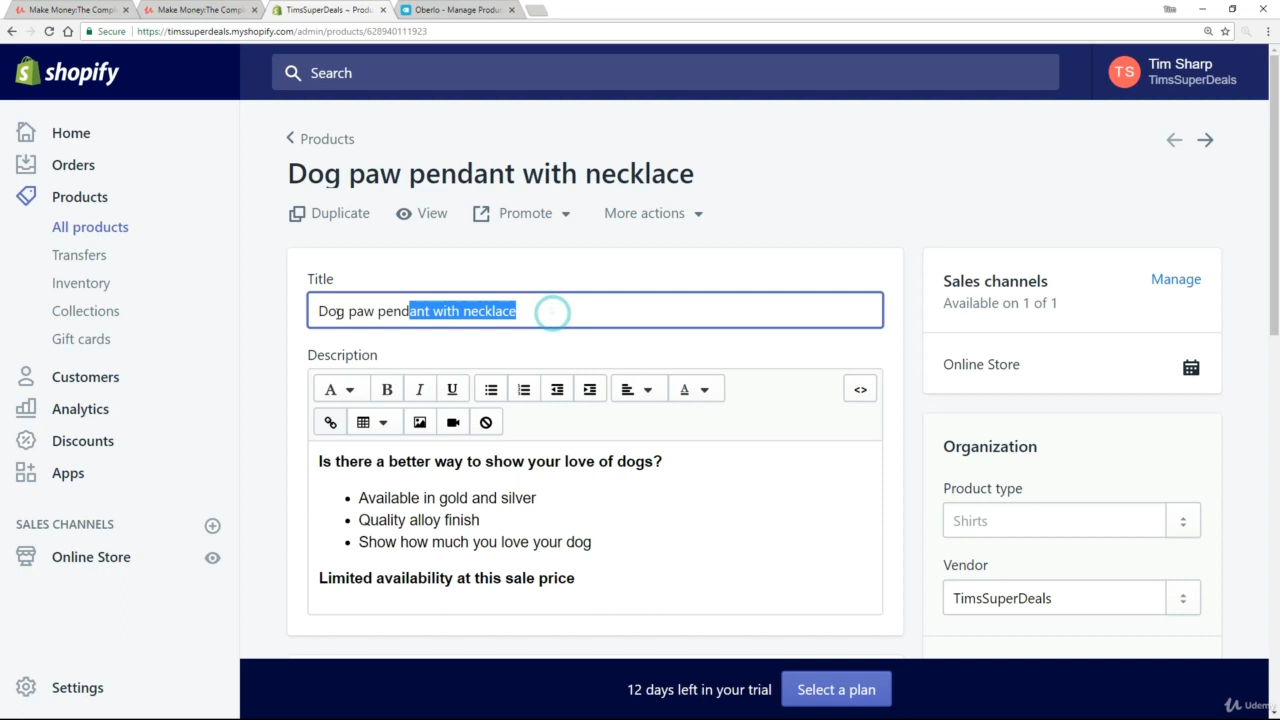 Make Money:The Compl
Make Money:The Compl
TimsSuperDeals ~ Produ
Oberlo - Manage Produc
Tim
Secure
https://timssuperdeals.myshopify.com/admin/products/628940111923
shopify
Search
TS
Tim Sharp
TimsSuperDeals
Home
Orders
Products
All products
Transfers
Inventory
Collections
Gift cards
Customers
Analytics
Discounts
Apps
SALES CHANNELS
Online Store
Settings
Products
Dog paw pendant with necklace
Duplicate
View
Promote
More actions
Title
Dog paw pendant with necklace
Description
A
B
I
U
A
<>
Is there a better way to show your love of dogs?
• Available in gold and silver
• Quality alloy finish
• Show how much you love your dog
Limited availability at this sale price
Sales channels
Manage
Available on 1 of 1
Online Store
Organization
Product type
Shirts
Vendor
TimsSuperDeals
12 days left in your trial
Select a plan
Udemy